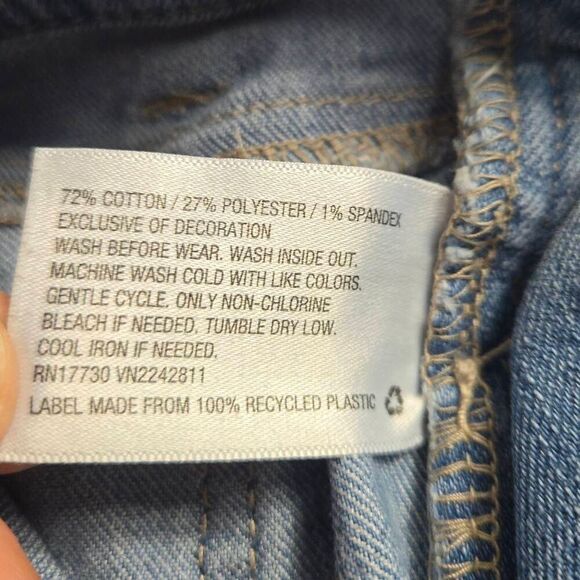 72% COTTON / 27% POLYESTER / 1% SPANDEX
EXCLUSIVE OF DECORATION
WASH BEFORE WEAR. WASH INSIDE OUT.
MACHINE WASH COLD WITH LIKE COLORS.
GENTLE CYCLE. ONLY NON-CHLORINE
BLEACH IF NEEDED. TUMBLE DRY LOW.
COOL IRON IF NEEDED.
RN17730 VN2242811
LABEL MADE FROM 100% RECYCLED PLASTIC